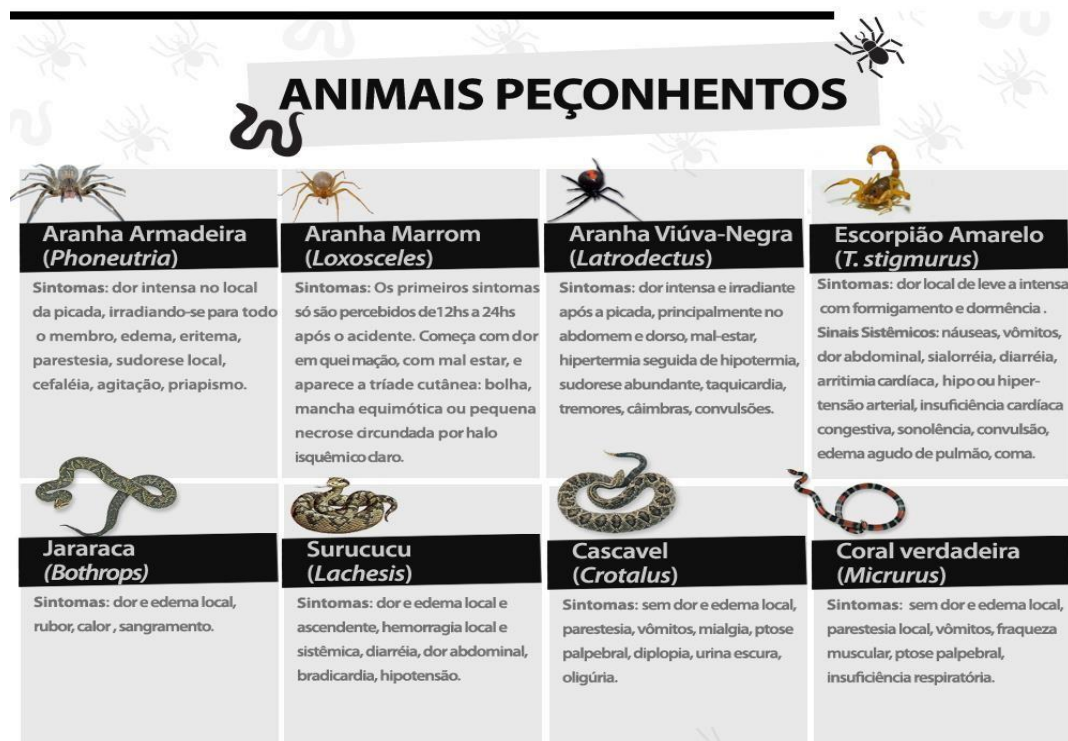 ANIMAIS PEÇONHENTOS
Aranha Armadeira
(Phoneutria)
Sintomas: dor intensa no local
da picada, irradiando-se para todo
o membro, edema, eritema,
parestesia, sudorese local,
cefaléia, agitação, priapismo.
Aranha Marrom
(Loxosceles)
Sintomas: Os primeiros sintomas
só são percebidos de12hs a 24hs
após o acidente. Começa com dor
em quei mação, com mal estar, e
aparece a tríade cutânea: bolha,
mancha equimótica ou pequena
necrose circundada por halo
isquêmico claro.
Aranha Viúva-Negra
(Latrodectus)
Sintomas: dor intensa e irradiante
após a picada, principalmente no
abdomem e dorso, mal-estar,
hipertermia seguida de hipotermia,
sudorese abundante, taquicardia,
tremores, câimbras, convulsões.
Escorpião Amarelo
(T. stigmurus)
Sintomas: dor local de leve a intensa
com formigamento e dormência .
Sinais Sistêmicos: náuseas, vômitos,
dor abdominal, sialorréia, diarréia,
arritimia cardíaca, hipo ou hiper-
tensão arterial, insuficiência cardíaca
congestiva, sonolência, convulsão,
edema agudo de pulmão, coma.
Jararaca
(Bothrops)
Sintomas: dor e edema local,
rubor, calor , sangramento.
Surucucu
(Lachesis)
Sintomas: dor e edema local e
ascendente, hemorragia local e
sistêmica, diarréia, dor abdominal,
bradicardia, hipotensão.
Cascavel
(Crotalus)
Sintomas: sem dor e edema local,
parestesia, vômitos, mialgia, ptose
palpebral, diplopia, urina escura,
oligúria.
Coral verdadeira
(Micrurus)
Sintomas: sem dor e edema local,
parestesia local, vômitos, fraqueza
muscular, ptose palpebral,
insuficiência respiratória.